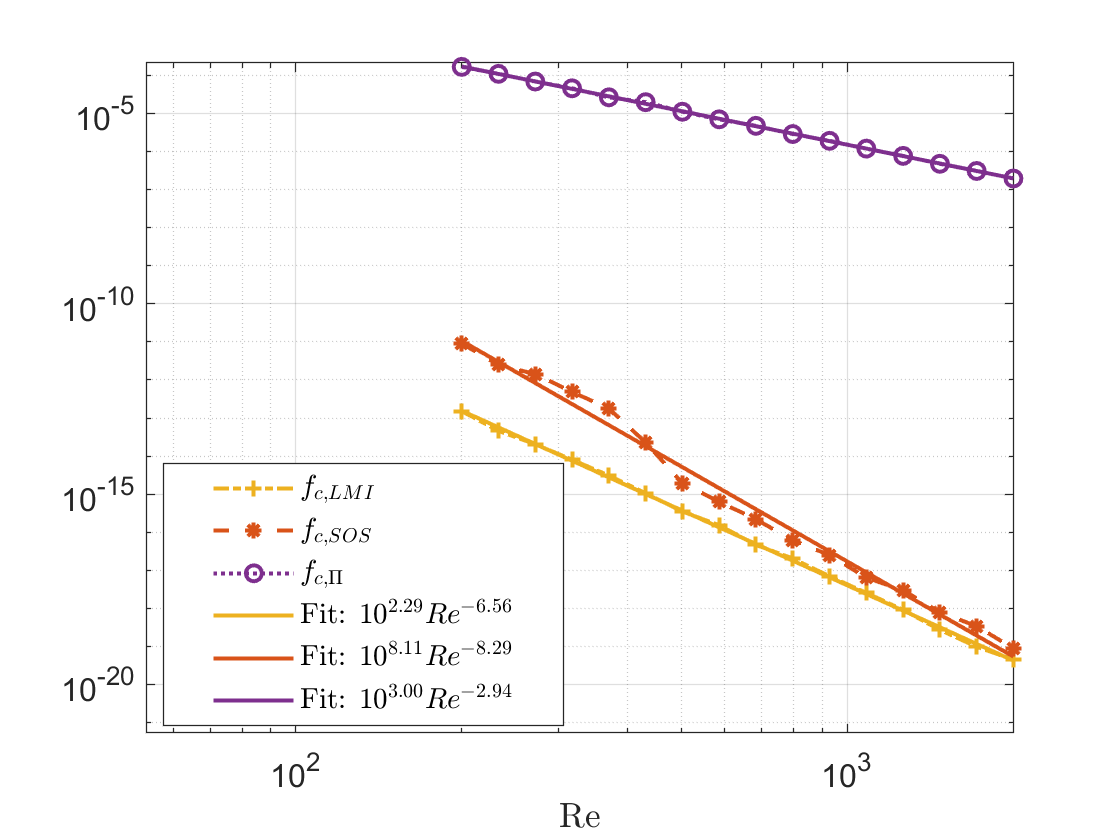 10^{-5}
10^{-10}
10^{-15}
10^{-20}
f_{c,LMI}
f_{c,SOS}
f_{c,Π}
Fit: 10^{2.29}Re^{-6.56}
Fit: 10^{8.11}Re^{-8.29}
Fit: 10^{3.00}Re^{-2.94}
10^{2} 10^{3}
Re